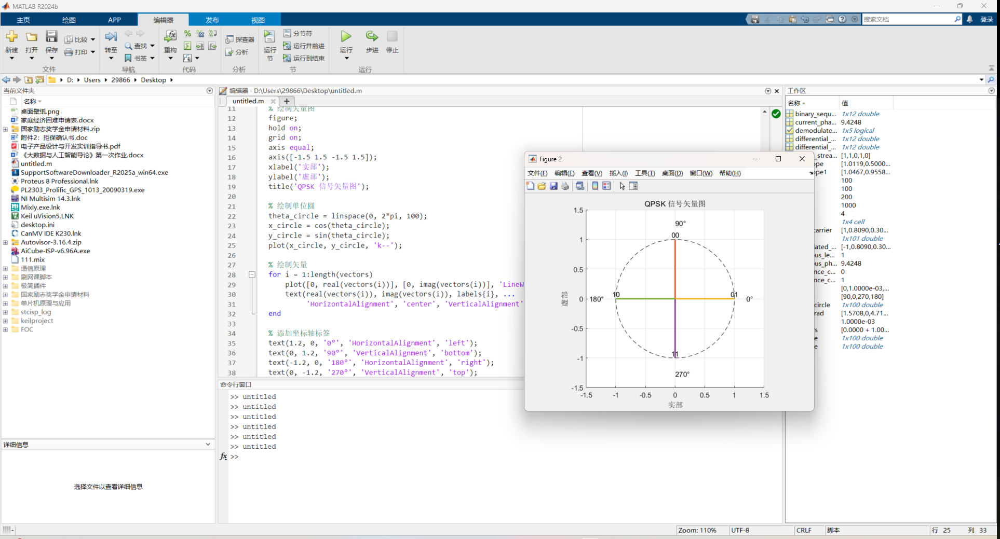 MATLAB R2024b
主页 绘图 APP 编辑器 发布 视图
搜索文档
登录
新建 打开 保存 比较 打印
文件
转至 查找 书签
导航
重构
代码
探查器
分析
分析
运行节
分节符
运行并前进
运行到结束
节
运行 步进 停止
运行
D: Users 29866 Desktop
当前文件夹
名称
桌面壁纸.png
家庭经济困难申请表.docx
国家励志奖学金申请材料.zip
附件2：拒保确认书.doc
电子产品设计与开发实训指导书.pdf
《大数据与人工智能导论》第一次作业.docx
untitled.m
SupportSoftwareDownloader_R2025a_win64.exe
Proteus 8 Professional.lnk
PL2303_Prolific_GPS_1013_20090319.exe
NI Multisim 14.3.lnk
Mixly.exe.lnk
Keil uVision5.LNK
desktop.ini
CanMV IDE K230.lnk
Autovisor-3.16.4.zip
AiCube-ISP-v6.96A.exe
111.mix
通信原理
刷网课脚本
极简插件
国家励志奖学金申请材料
单片机原理与应用
stcisp_log
keilproject
FOC
详细信息
选择文件以查看详细信息
编辑器 - D:\Users\29866\Desktop\untitled.m
untitled.m
11 % 绘制矢量图
12 figure;
13 hold on;
14 grid on;
15 axis equal;
16 axis([-1.5 1.5 -1.5 1.5]);
17 xlabel('实部');
18 ylabel('虚部');
19 title('QPSK 信号矢量图');
20
21 % 绘制单位圆
22 theta_circle = linspace(0, 2*pi, 100);
23 x_circle = cos(theta_circle);
24 y_circle = sin(theta_circle);
25 plot(x_circle, y_circle, 'k--');
26
27 % 绘制矢量
28 for i = 1:length(vectors)
29 plot([0, real(vectors(i))], [0, imag(vectors(i))], 'LineW
30 text(real(vectors(i)), imag(vectors(i)), labels{i}, ...
31 'HorizontalAlignment', 'center', 'VerticalAlignment'
32 end
33
34 % 添加坐标轴标签
35 text(1.2, 0, '0°', 'HorizontalAlignment', 'left');
36 text(0, 1.2, '90°', 'VerticalAlignment', 'bottom');
37 text(-1.2, 0, '180°', 'HorizontalAlignment', 'right');
38 text(0, -1.2, '270°', 'VerticalAlignment', 'top');
命令行窗口
>> untitled
>> untitled
>> untitled
>> untitled
>> untitled
>> untitled
fx >>
Figure 2
文件(F) 编辑(E) 查看(V) 插入(I) 工具(T) 桌面(D) 窗口(W) 帮助(H)
QPSK 信号矢量图
1.5
1
0.5
0
-0.5
-1
-1.5
虚部
90°
00
180° 10
01 0°
11
270°
-1.5 -1 -0.5 0 0.5 1 1.5
实部
工作区
名称 值
binary_sequ... 1x12 double
current_pha... 9.4248
demodulate... 1x5 logical
differential_... 1x12 double
differential_... 1x12 double
_strea... [1,1,0,1,0]
ope [1.0119,0.5000...
ope1 [1.0467,0.9558...
100
100
200
1000
4
1x4 cell
carrier [1,0.8090,0.30...
1x101 double
lated_... [-1,0.8090,0.30...
us_le... 1
us_ph... 9.4248
nce_c... 0
nce_c... 1
[0,1.0000e-03,...
[90,0,270,180]
circle 1x100 double
rad [1.5708,0,4.71...
1.0000e-03
rs [0.0000 + 1.00...
e 1x100 double
e 1x100 double
Zoom: 110% UTF-8 CRLF 脚本 行 25 列 33